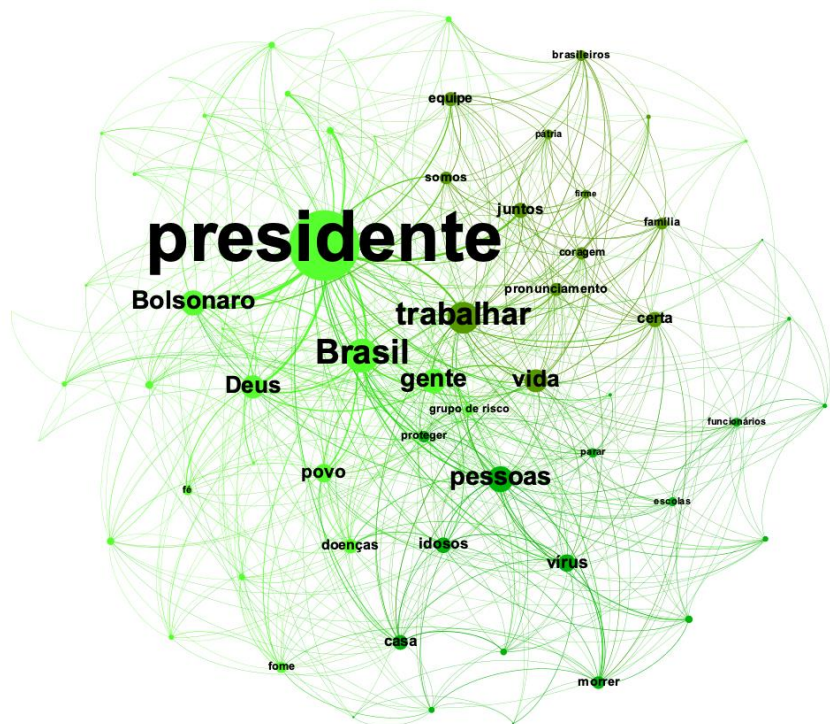 brasileiros
equipe
pátria
somos
firme
juntos
familia
presidente
coragem
pronunciamento
Bolsonaro
trabalhar
certa
Brasil
Deus
gente
vida
grupo de risco
funcionários
proteger
parar
povo
pessoas
fé
escolas
doenças
idosos
vírus
casa
fome
morrer